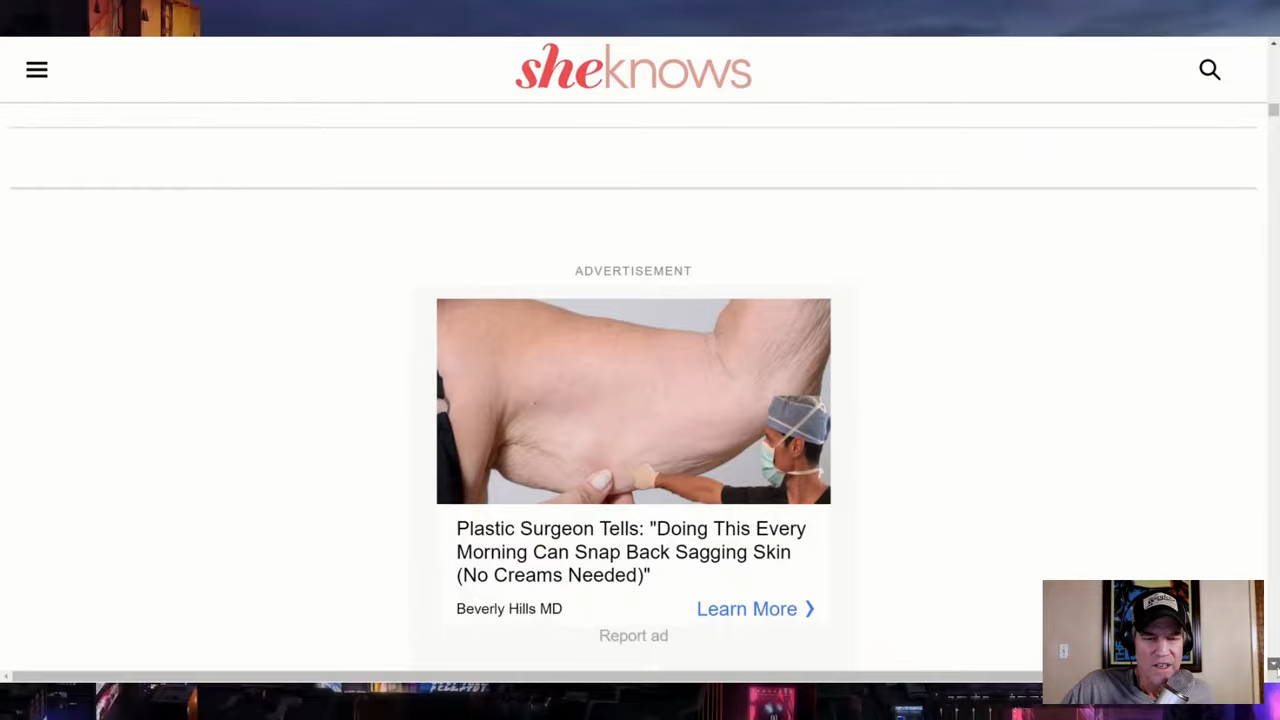 sheknows
ADVERTISEMENT
Plastic Surgeon Tells: "Doing This Every
Morning Can Snap Back Sagging Skin
(No Creams Needed)"
Beverly Hills MD
Learn More ❯
Report ad